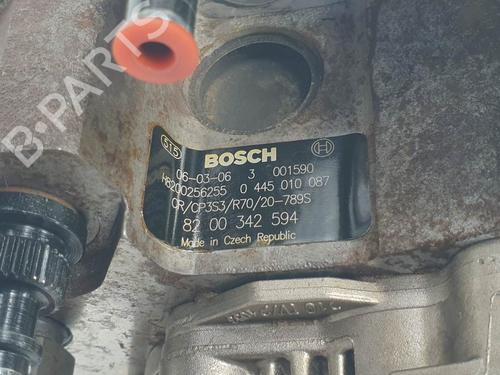 B-PARTS
515 BOSCH
06-03-06 3 001590
H8200256255 0 445 010 087
CR/CP3S3/R70/20-789S
82 00 342 594
Made in Czech Republic